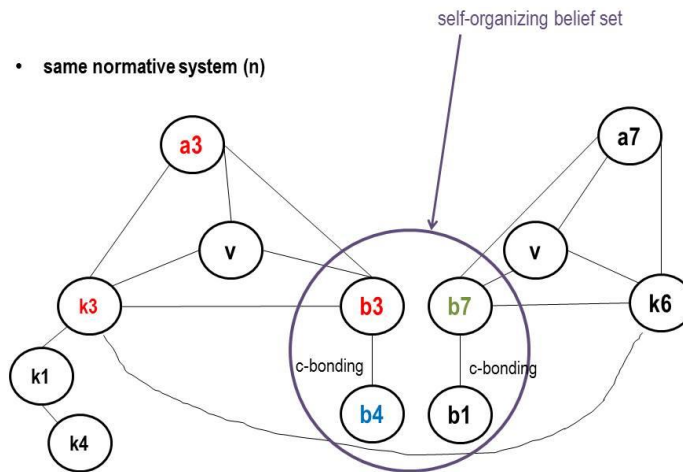 self-organizing belief set
• same normative system (n)
a3
a7
v
v
k3
b3
b7
k6
c-bonding
c-bonding
k1
b4
b1
k4